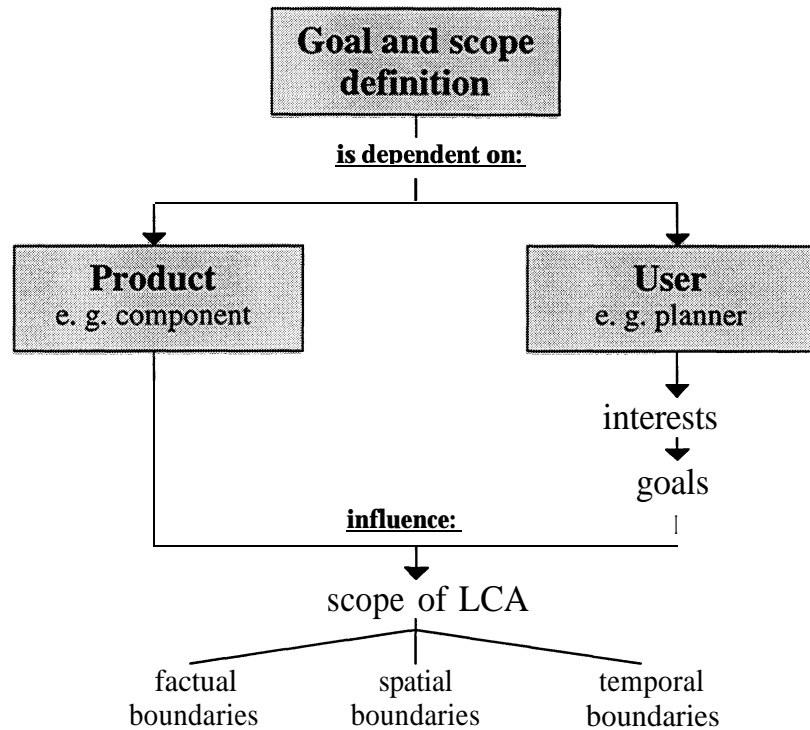 Goal and scope
definition
is dependent on:
Product
e. g. component
User
e. g. planner
interests
goals
influence:
scope of LCA
factual
boundaries
spatial
boundaries
temporal
boundaries